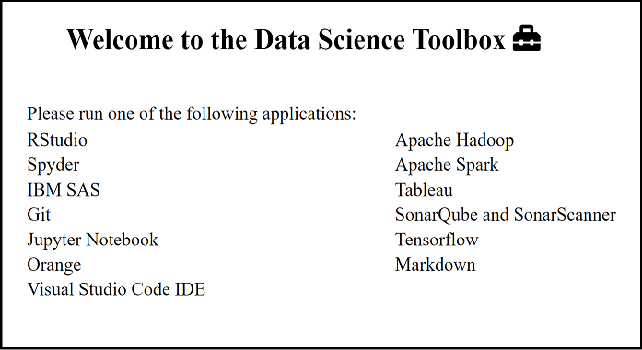 Welcome to the Data Science Toolbox
Please run one of the following applications:
RStudio
Spyder
IBM SAS
Git
Jupyter Notebook
Orange
Visual Studio Code IDE
Apache Hadoop
Apache Spark
Tableau
SonarQube and SonarScanner
Tensorflow
Markdown